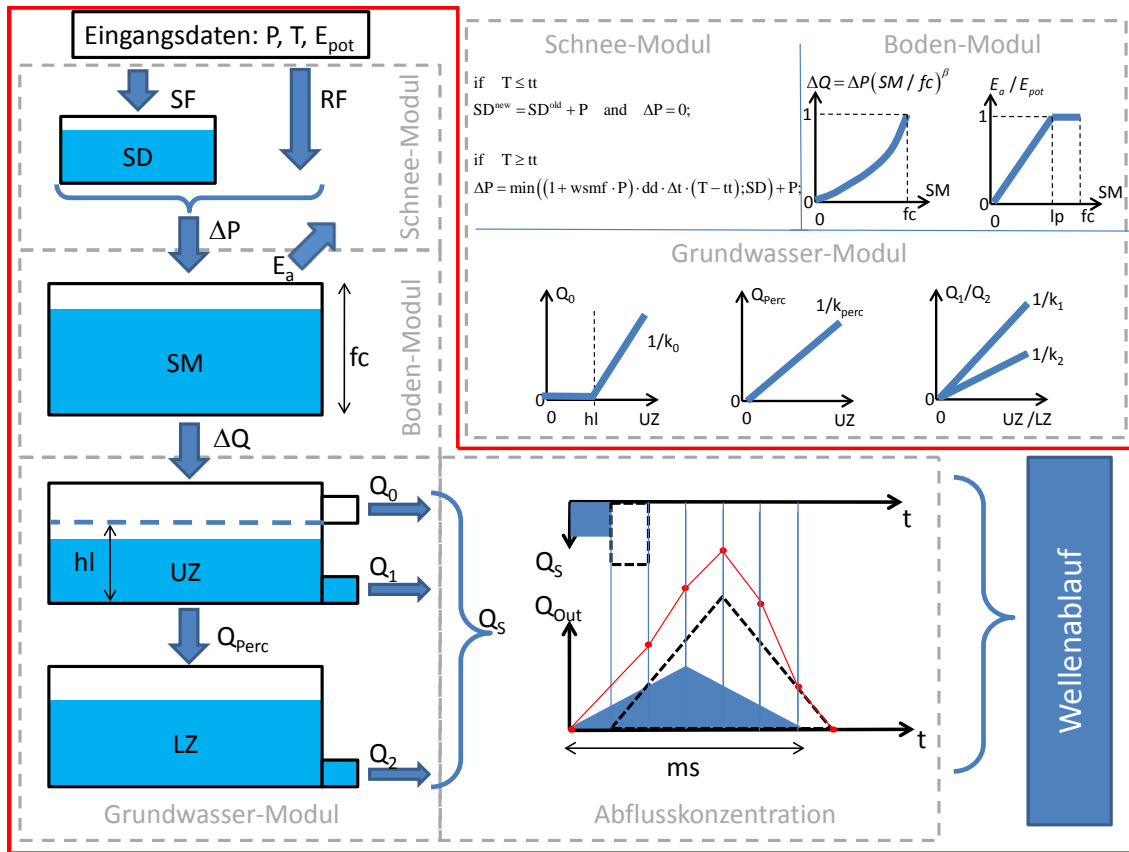 Eingangsdaten: P, T, E_pot
SF
RF
SD
ΔP
Schnee-Modul
E_a
SM
fc
Boden-Modul
ΔQ
Q_0
hl
UZ
Q_1
Q_Perc
LZ
Q_2
Grundwasser-Modul
Q_S
Schnee-Modul
if T ≤ tt
SD^new = SD^old + P and ΔP = 0;
if T ≥ tt
ΔP = min((1 + wsmf · P) · dd · Δt · (T − tt); SD) + P;
Boden-Modul
ΔQ = ΔP(SM / fc)^β
1
0
0
fc
SM
E_a / E_pot
1
0
0
lp
fc
SM
Grundwasser-Modul
Q_0
1/k_0
0
0
hl
UZ
Q_Perc
1/k_perc
0
0
UZ
Q_1/Q_2
1/k_1
1/k_2
0
0
UZ /LZ
t
Q_S
Q_Out
t
ms
Abflusskonzentration
Wellenablauf